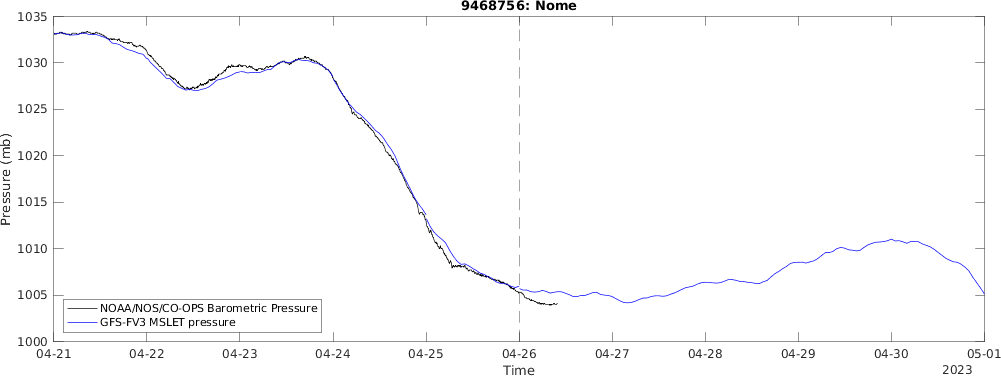 9468756: Nome
1035
1030
1025
1020
1015
1010
1005
1000
Pressure (mb)
NOAA/NOS/CO-OPS Barometric Pressure
GFS-FV3 MSLET pressure
04-21 04-22 04-23 04-24 04-25 04-26 04-27 04-28 04-29 04-30 05-01
Time
2023